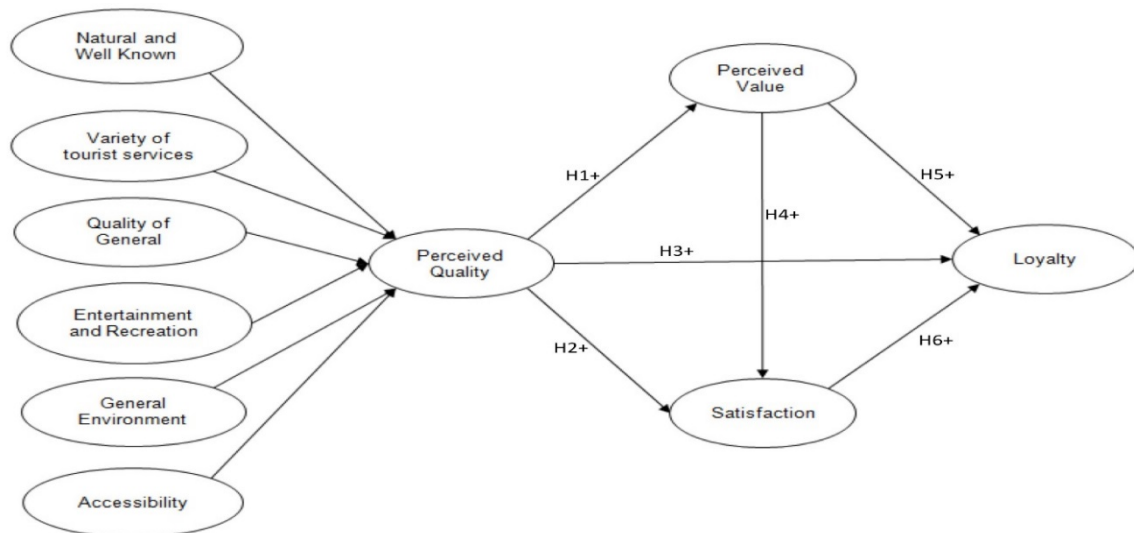 Natural and
Well Known
Variety of
tourist services
Quality of
General
Entertainment
and Recreation
General
Environment
Accessibility
Perceived
Quality
H1+
H3+
H2+
Perceived
Value
H4+
Satisfaction
H5+
H6+
Loyalty